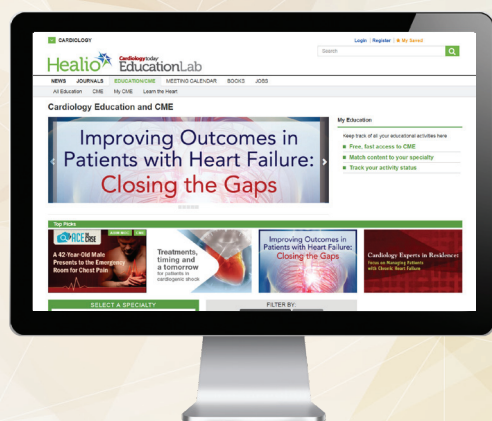 CARDIOLOGY
Login | Register | My Saved
Search
Healio
Cardiologytoday
EducationLab
NEWS JOURNALS EDUCATION/CME MEETING CALENDAR BOOKS JOBS
All Education CME My CME Learn the Heart
Cardiology Education and CME
Improving Outcomes in
Patients with Heart Failure:
Closing the Gaps
My Education
Keep track of all your educational activities here
Free, fast access to CME
Match content to your specialty
Track your activity status
Top Picks
ACE THE CASE
A 42-Year-Old Male
Presents to the Emergency
Room for Chest Pain
Treatments,
timing and
a tomorrow
for patients in
cardiogenic shock
Improving Outcomes in
Patients with Heart Failure:
Closing the Gaps
Cardiology Experts in Residence:
Focus on Managing Patients
with Chronic Heart Failure
SELECT A SPECIALTY
FILTER BY: